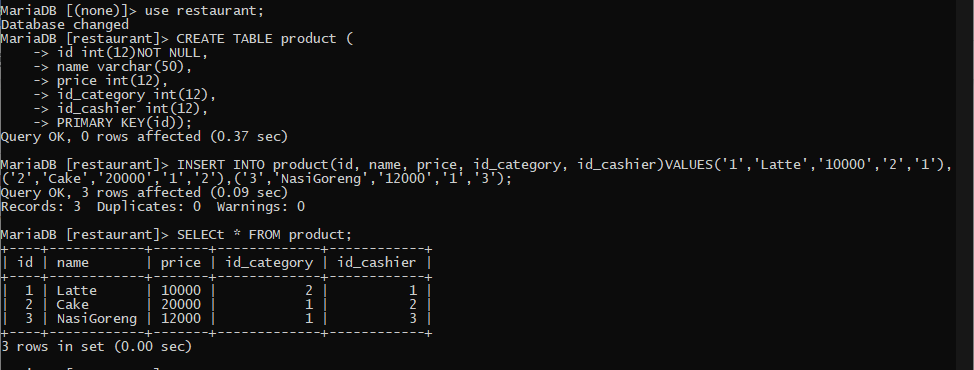 MariaDB [(none)]> use restaurant;
Database changed
MariaDB [restaurant]> CREATE TABLE product (
    -> id int(12)NOT NULL,
    -> name varchar(50),
    -> price int(12),
    -> id_category int(12),
    -> id_cashier int(12),
    -> PRIMARY KEY(id));
Query OK, 0 rows affected (0.37 sec)

MariaDB [restaurant]> INSERT INTO product(id, name, price, id_category, id_cashier)VALUES('1','Latte','10000','2','1'),
('2','Cake','20000','1','2'),('3','NasiGoreng','12000','1','3');
Query OK, 3 rows affected (0.09 sec)
Records: 3  Duplicates: 0  Warnings: 0

MariaDB [restaurant]> SELECt * FROM product;
+----+------------+-------+-------------+------------+
| id | name       | price | id_category | id_cashier |
+----+------------+-------+-------------+------------+
|  1 | Latte      | 10000 |           2 |          1 |
|  2 | Cake       | 20000 |           1 |          2 |
|  3 | NasiGoreng | 12000 |           1 |          3 |
+----+------------+-------+-------------+------------+
3 rows in set (0.00 sec)